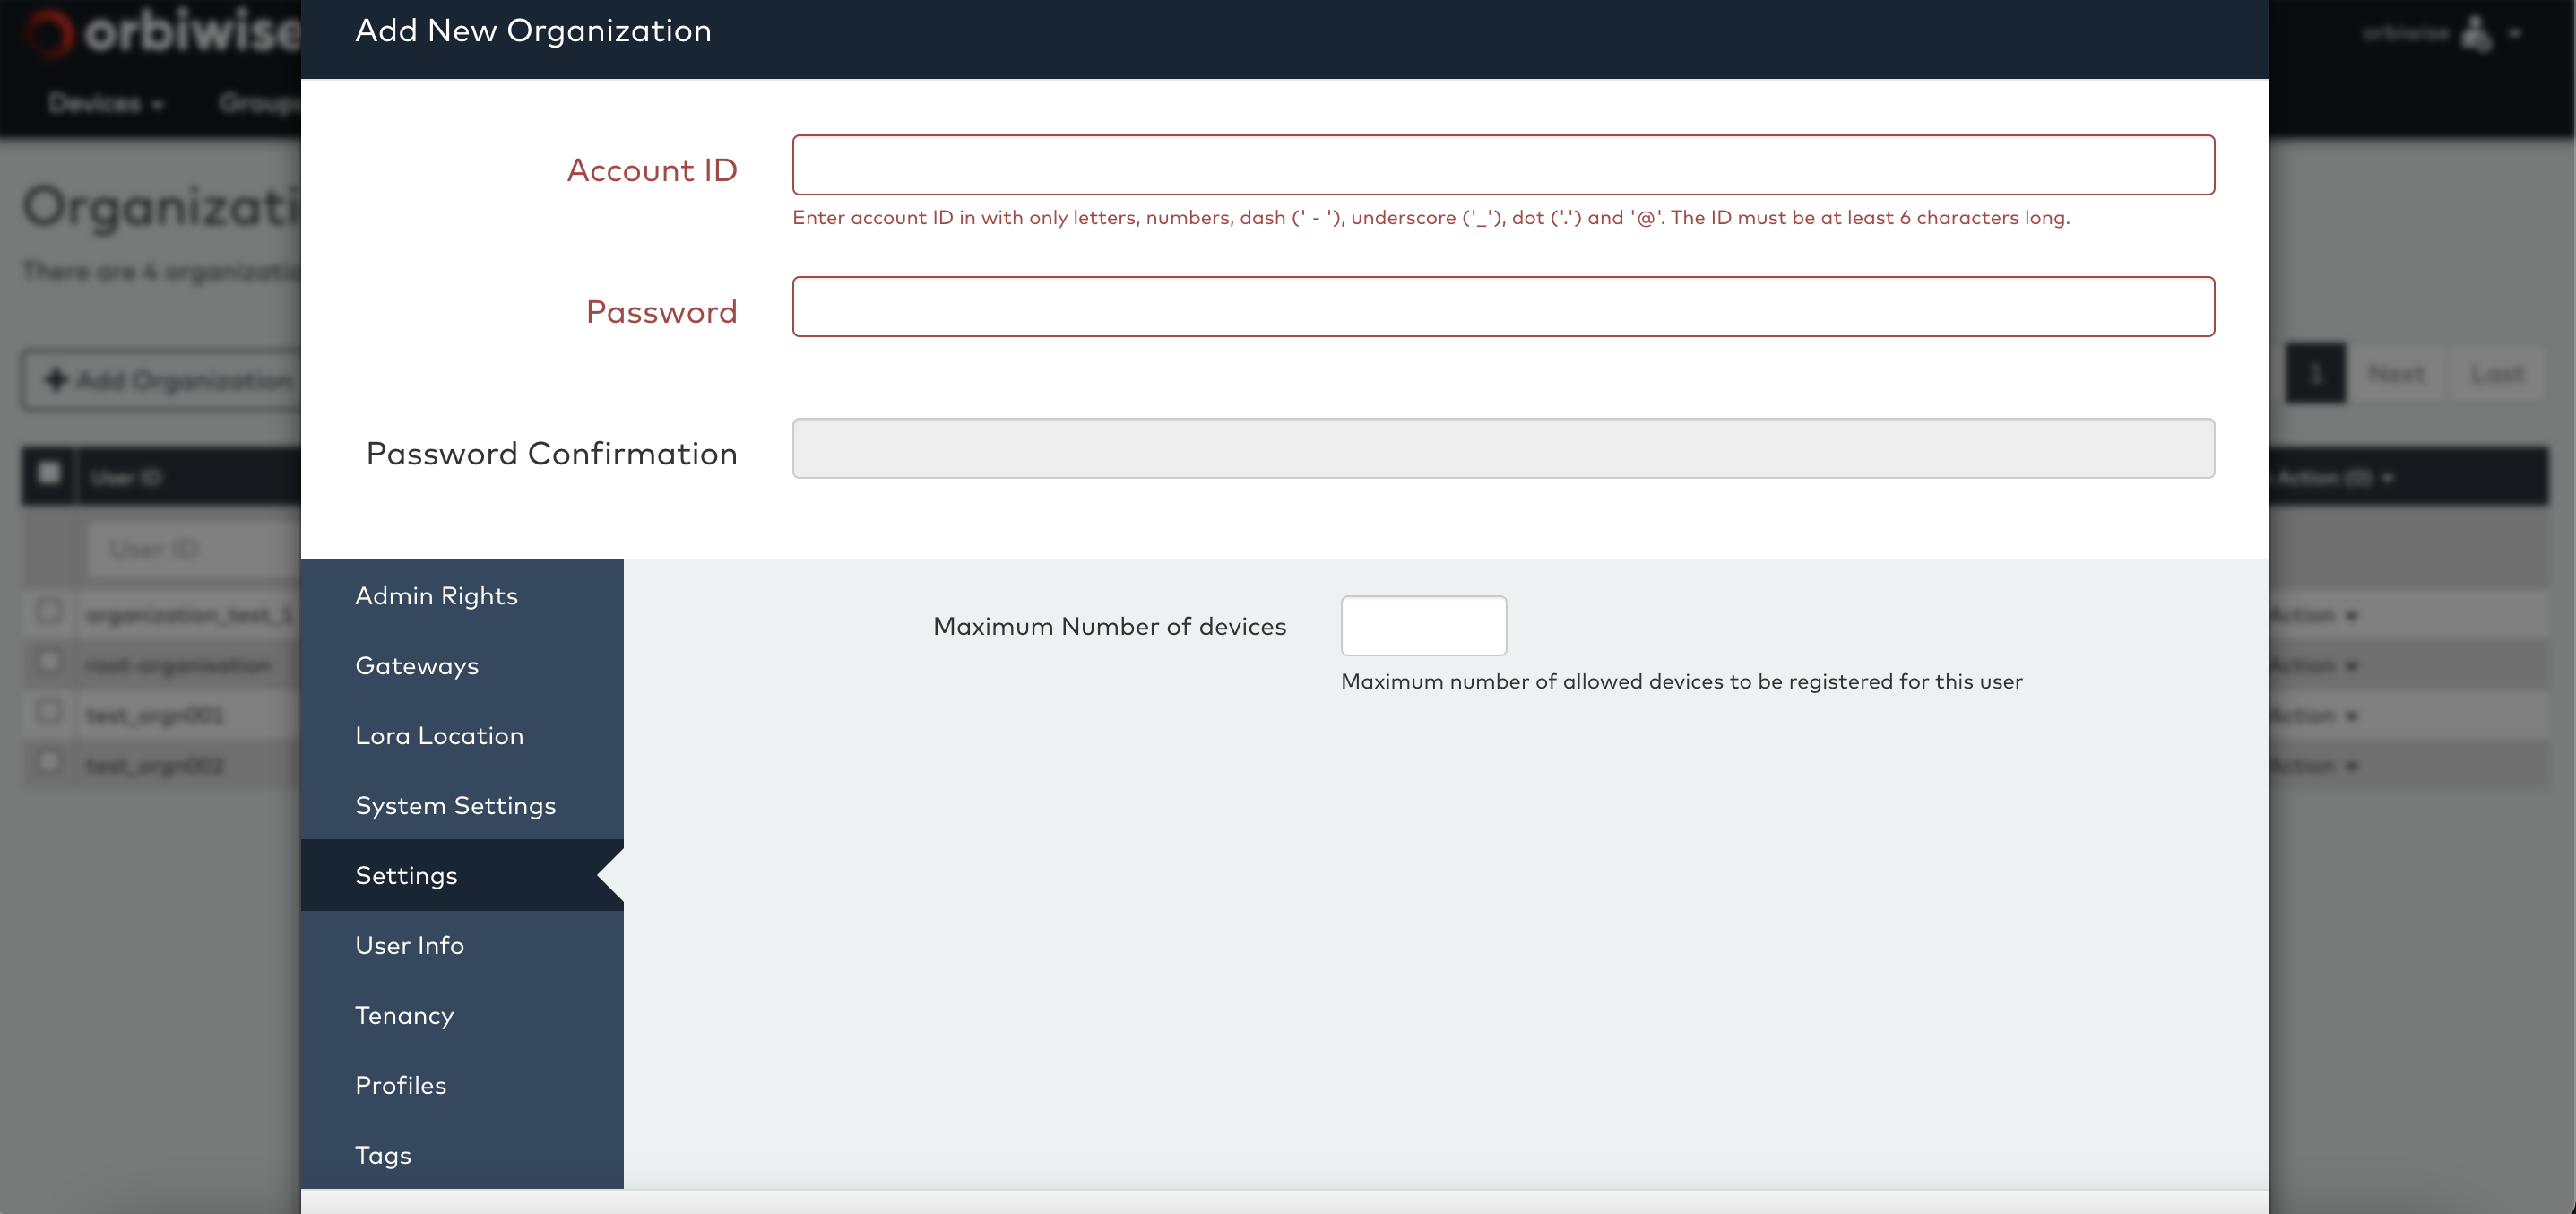 orbiwise
Add New Organization
orbiwise
Devices
Account ID
Enter account ID in with only letters, numbers, dash (' - '), underscore ('_'), dot ('.') and '@'. The ID must be at least 6 characters long.
Organizati
There are 4 organizatio
Password
Add Organization
1 Next Last
Password Confirmation
User ID
Action (0)
User ID
Admin Rights
Maximum Number of devices
organization_test_1
Action
Gateways
root-organisation
Action
Maximum number of allowed devices to be registered for this user
test_orgn001
Action
Lora Location
test_orgn002
Action
System Settings
Settings
User Info
Tenancy
Profiles
Tags